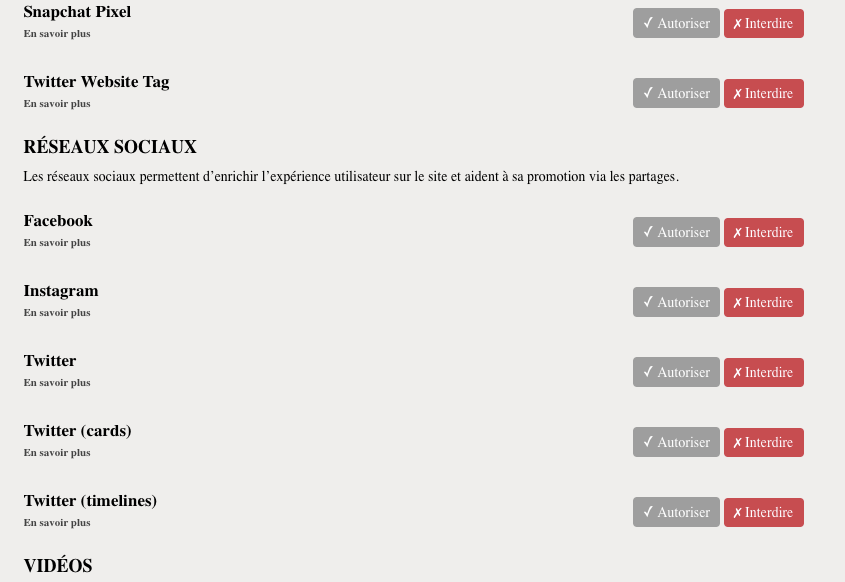 Snapchat Pixel
En savoir plus
✓ Autoriser ✗ Interdire
Twitter Website Tag
En savoir plus
✓ Autoriser ✗ Interdire
RÉSEAUX SOCIAUX
Les réseaux sociaux permettent d’enrichir l’expérience utilisateur sur le site et aident à sa promotion via les partages.
Facebook
En savoir plus
✓ Autoriser ✗ Interdire
Instagram
En savoir plus
✓ Autoriser ✗ Interdire
Twitter
En savoir plus
✓ Autoriser ✗ Interdire
Twitter (cards)
En savoir plus
✓ Autoriser ✗ Interdire
Twitter (timelines)
En savoir plus
✓ Autoriser ✗ Interdire
VIDÉOS